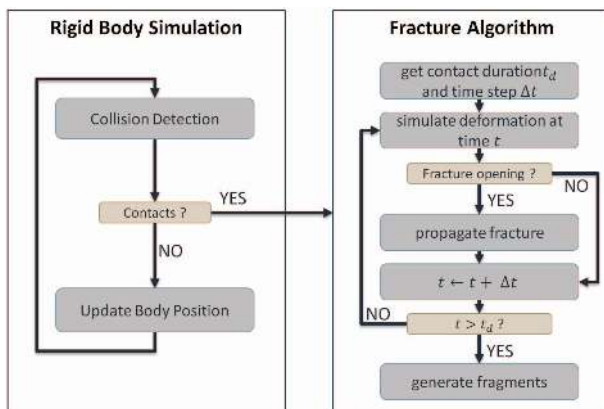 Rigid Body Simulation
Collision Detection
Contacts ?
YES
NO
Update Body Position
Fracture Algorithm
get contact duration$t_d$
and time step Δt
simulate deformation at
time t
Fracture opening ?
NO
YES
propagate fracture
t ← t + Δt
NO
t > $t_d$ ?
YES
generate fragments